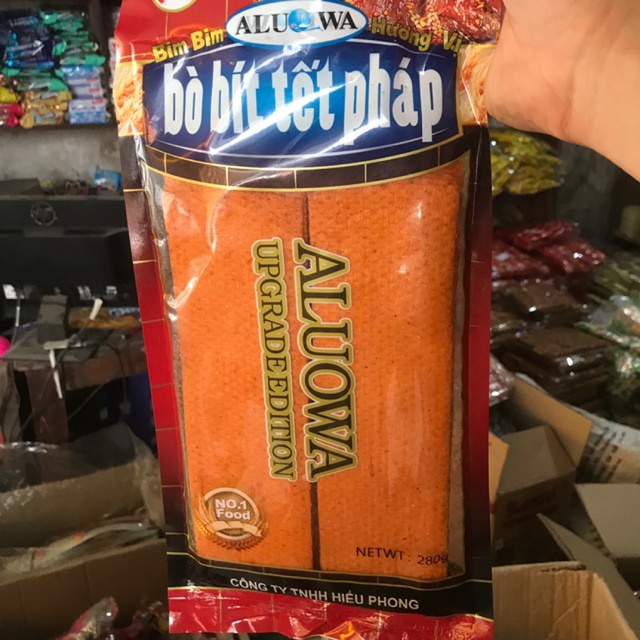 ALUOWA
Bim Bim Hương Vị
bò bít tết pháp
ALUOWA
UPGRADE EDITION
NO.1
Food
NETWT: 280g
CÔNG TY TNHH HIẾU PHONG